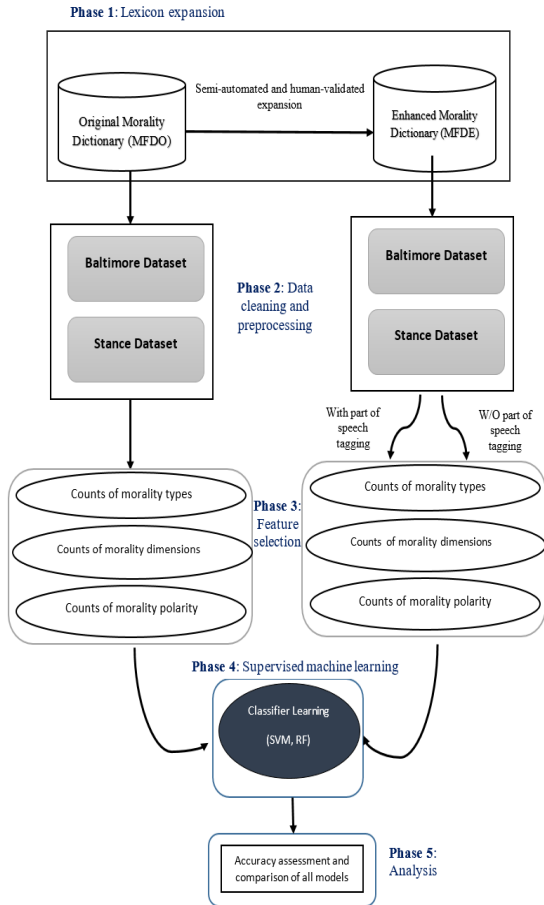 Phase 1: Lexicon expansion
Semi-automated and human-validated
expansion
Original Morality
Dictionary (MFDO)
Enhanced Morality
Dictionary (MFDE)
Baltimore Dataset
Stance Dataset
Phase 2: Data
cleaning and
preprocessing
Baltimore Dataset
Stance Dataset
With part of
speech
tagging
W/O part of
speech
tagging
Counts of morality types
Counts of morality dimensions
Counts of morality polarity
Phase 3:
Feature
selection
Counts of morality types
Counts of morality dimensions
Counts of morality polarity
Phase 4: Supervised machine learning
Classifier Learning
(SVM, RF)
Accuracy assessment and
comparison of all models
Phase 5:
Analysis